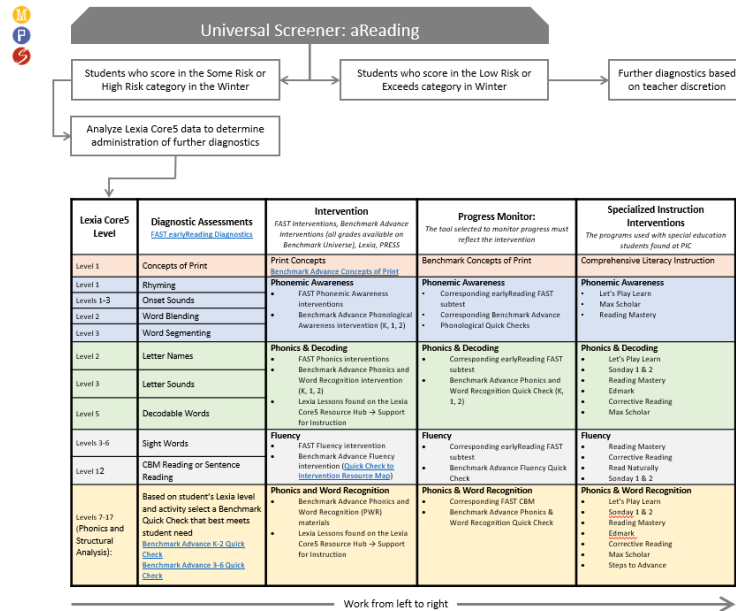 M
P
S
Universal Screener: aReading
Students who score in the Some Risk or
High Risk category in the Winter
Students who score in the Low Risk or
Exceeds category in Winter
Further diagnostics based
on teacher discretion
Analyze Lexia Core5 data to determine
administration of further diagnostics
Lexia Core5
Level
Diagnostic Assessments
FAST earlyReading Diagnostics
Intervention
FAST Interventions, Benchmark Advance
Interventions (all grades available on
Benchmark Universe), Lexia, PRESS
Progress Monitor:
The tool selected to monitor progress must
reflect the intervention
Specialized Instruction
Interventions
The programs used with special education
students found at PIC
Level 1
Concepts of Print
Print Concepts
Benchmark Advance Concepts of Print
Benchmark Concepts of Print
Comprehensive Literacy Instruction
Level 1
Rhyming
Levels 1-3
Onset Sounds
Level 2
Word Blending
Level 3
Word Segmenting
Phonemic Awareness
• FAST Phonemic Awareness
interventions
• Benchmark Advance Phonological
Awareness intervention (K, 1, 2)
Phonemic Awareness
• Corresponding earlyReading FAST
subtest
• Corresponding Benchmark Advance
• Phonological Quick Checks
Phonemic Awareness
• Let's Play Learn
• Max Scholar
• Reading Mastery
Level 2
Letter Names
Level 3
Letter Sounds
Level 5
Decodable Words
Phonics & Decoding
• FAST Phonics interventions
• Benchmark Advance Phonics and
Word Recognition intervention
(K, 1, 2)
• Lexia Lessons found on the Lexia
Core5 Resource Hub → Support
for Instruction
Phonics & Decoding
• Corresponding earlyReading FAST
subtest
• Benchmark Advance Phonics and
Word Recognition Quick Check (K,
1, 2)
Phonics & Decoding
• Let's Play Learn
• Sonday 1 & 2
• Reading Mastery
• Edmark
• Corrective Reading
• Max Scholar
Levels 3-6
Sight Words
Level 12
CBM Reading or Sentence
Reading
Fluency
• FAST Fluency intervention
• Benchmark Advance Fluency
intervention (Quick Check to
Intervention Resource Map)
Fluency
• Corresponding earlyReading FAST
subtest
• Benchmark Advance Fluency Quick
Check
Fluency
• Reading Mastery
• Corrective Reading
• Read Naturally
• Sonday 1 & 2
Levels 7-17
(Phonics and
Structural
Analysis):
Based on student's Lexia level
and activity select a Benchmark
Quick Check that best meets
student need
Benchmark Advance K-2 Quick
Check
Benchmark Advance 3-6 Quick
Check
Phonics and Word Recognition
• Benchmark Advance Phonics and
Word Recognition (PWR)
materials
• Lexia Lessons found on the Lexia
Core5 Resource Hub → Support for
Instruction
Phonics & Word Recognition
• Corresponding FAST CBM
• Benchmark Advance Phonics &
Word Recognition Quick Check
Phonics & Word Recognition
• Let's Play Learn
• Sonday 1 & 2
• Reading Mastery
• Edmark
• Corrective Reading
• Max Scholar
• Steps to Advance
Work from left to right